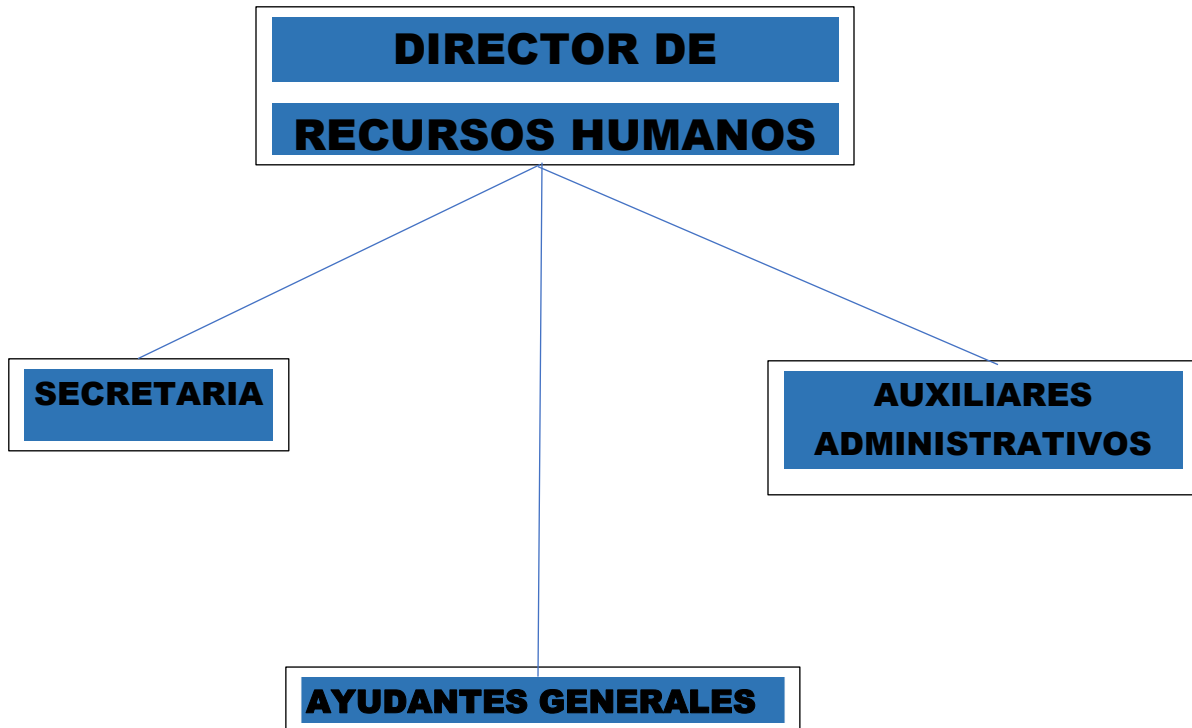 DIRECTOR DE
RECURSOS HUMANOS
SECRETARIA
AUXILIARES
ADMINISTRATIVOS
AYUDANTES GENERALES